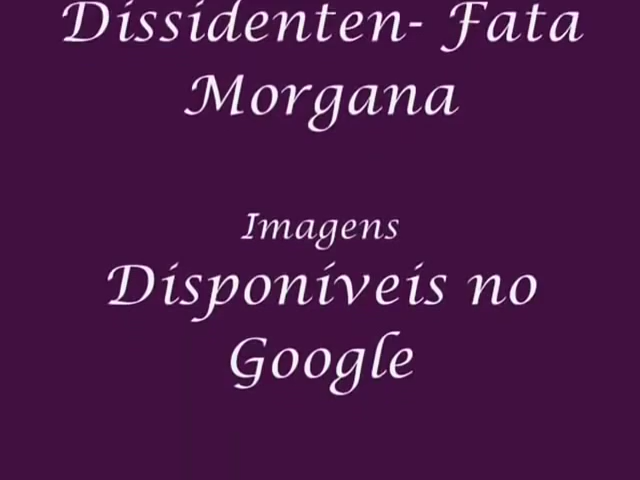 Dissidenten- Fata
Morgana
Imagens
Disponíveis no
Google